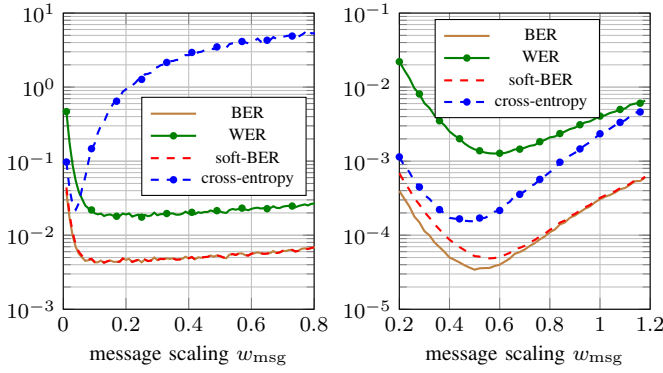 10^1
10^0
10^−1
10^−2
10^−3
0
0.2
0.4
0.6
0.8
message scaling w_msg
BER
WER
soft-BER
cross-entropy
10^−1
10^−2
10^−3
10^−4
10^−5
0.2
0.4
0.6
0.8
1
1.2
message scaling w_msg
BER
WER
soft-BER
cross-entropy